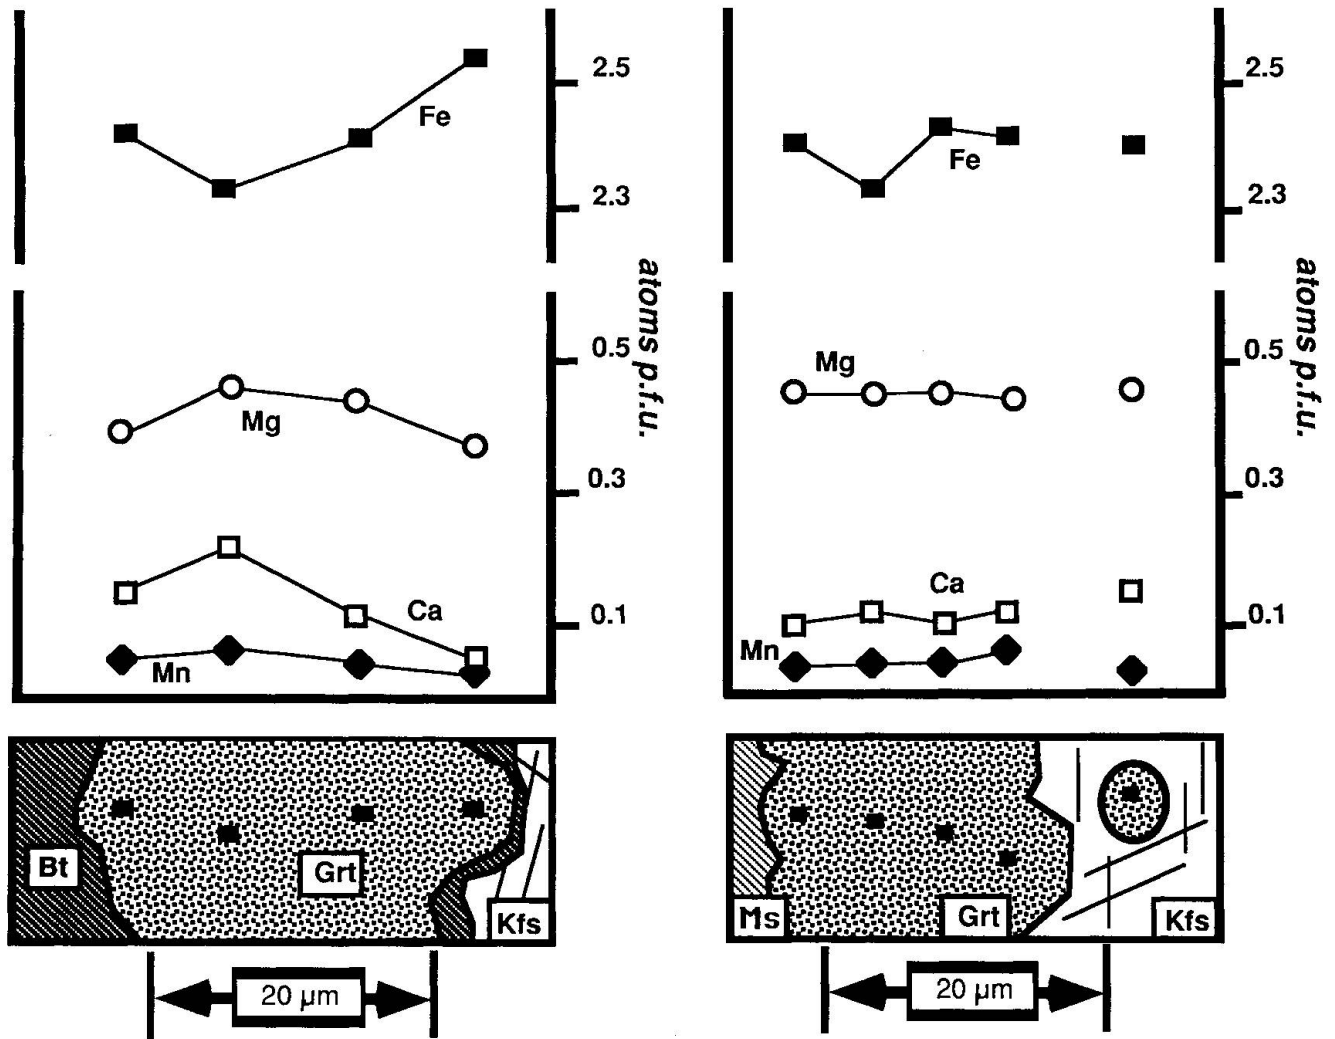 2.5
Fe
2.3
atoms p.f.u.
0.5
Mg
0.3
Ca
0.1
Mn
Bt
Grt
Kfs
20 µm
2.5
Fe
2.3
atoms p.f.u.
Mg
0.5
0.3
Ca
0.1
Mn
Ms
Grt
Kfs
20 µm